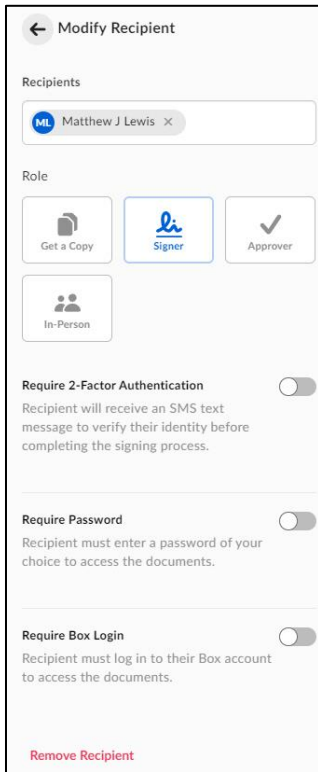 Modify Recipient
Recipients
ML Matthew J Lewis ×
Role
Get a Copy
Signer
Approver
In-Person
Require 2-Factor Authentication
Recipient will receive an SMS text
message to verify their identity before
completing the signing process.
Require Password
Recipient must enter a password of your
choice to access the documents.
Require Box Login
Recipient must log in to their Box account
to access the documents.
Remove Recipient